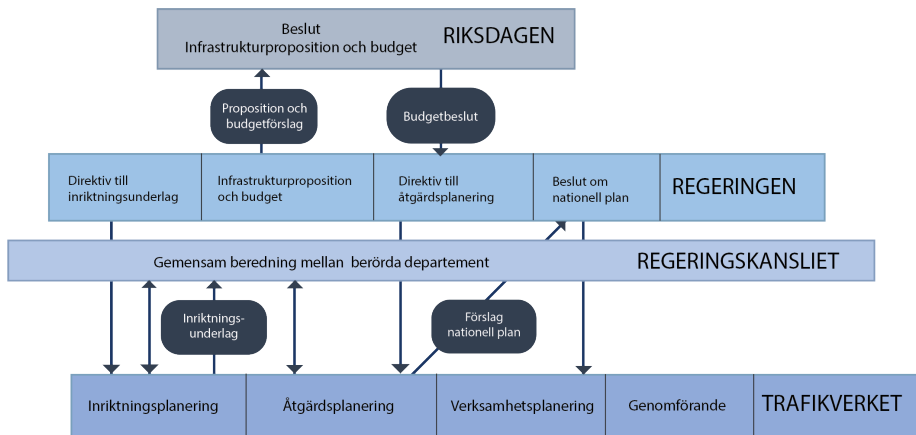 Beslut
Infrastrukturproposition och budget
RIKSDAGEN
Proposition och
budgetförslag
Budgetbeslut
Direktiv till
inriktningsunderlag
Infrastrukturproposition
och budget
Direktiv till
åtgärdsplanering
Beslut om
nationell plan
REGERINGEN
Gemensam beredning mellan berörda departement
REGERINGSKANSLIET
Inriktnings-
underlag
Förslag
nationell plan
Inriktningsplanering
Åtgärdsplanering
Verksamhetsplanering
Genomförande
TRAFIKVERKET